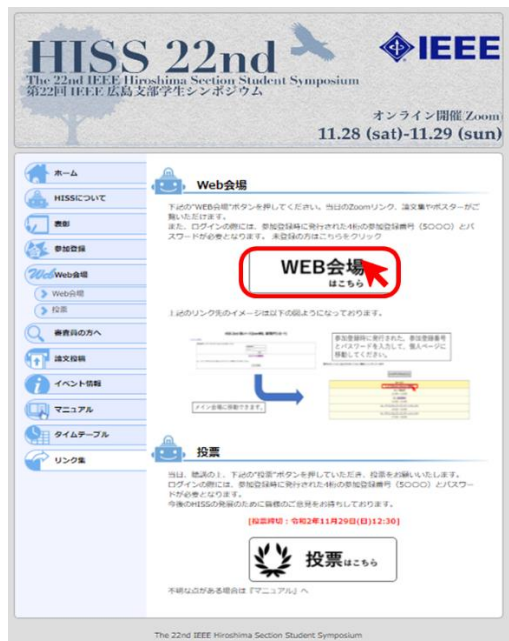 HISS 22nd
IEEE
The 22nd IEEE Hiroshima Section Student Symposium
第22回 IEEE 広島支部学生シンポジウム
オンライン開催 Zoom
11.28 (sat)-11.29 (sun)
ホーム
HISSについて
表彰
参加登録
Web会場
Web会場
投票
審査員の方へ
論文投稿
イベント情報
マニュアル
タイムテーブル
リンク集
Web会場
下記の"WEB会場"ボタンを押してください。当日のZoomリンク、論文集やポスターがご
覧いただけます。
また、ログインの際には、参加登録時に発行された4桁の参加登録番号（5○○○）とパ
スワードが必要となります。 未登録の方はこちらをクリック
WEB会場
はこちら
上記のリンク先のイメージは以下の図ようになっております。
参加登録時に発行された、参加登録番号
とパスワードを入力して、個人ページに
移動してください。
メイン会場に移動できます。
投票
当日、聴講の上、下記の"投票"ボタンを押していただき、投票をお願いいたします。
ログインの際には、参加登録時に発行された4桁の参加登録番号（5○○○）とパスワー
ドが必要となります。
今後のHISSの発展のために皆様のご意見をお待ちしております。
[投票締切：令和2年11月29日(日)12:30]
投票はこちら
不明な点がある場合は『マニュアル』へ
The 22nd IEEE Hiroshima Section Student Symposium